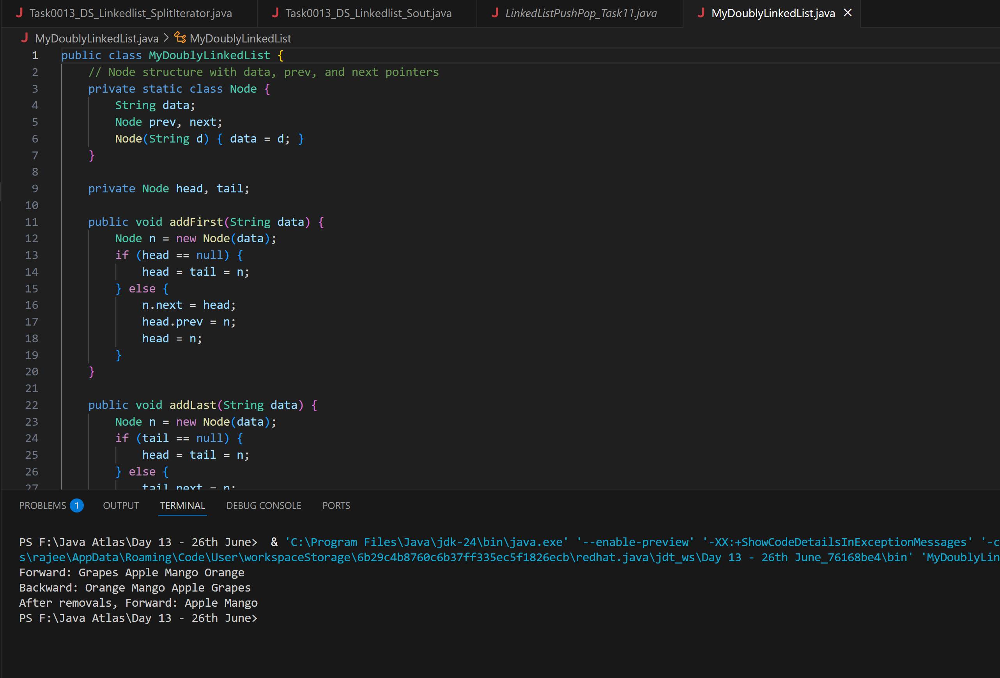 Task0013_DS_Linkedlist_SplitIterator.java Task0013_DS_Linkedlist_Sout.java LinkedListPushPop_Task11.java MyDoublyLinkedList.java
MyDoublyLinkedList.java > MyDoublyLinkedList
1 public class MyDoublyLinkedList {
2 // Node structure with data, prev, and next pointers
3 private static class Node {
4 String data;
5 Node prev, next;
6 Node(String d) { data = d; }
7 }
8
9 private Node head, tail;
10
11 public void addFirst(String data) {
12 Node n = new Node(data);
13 if (head == null) {
14 head = tail = n;
15 } else {
16 n.next = head;
17 head.prev = n;
18 head = n;
19 }
20 }
21
22 public void addLast(String data) {
23 Node n = new Node(data);
24 if (tail == null) {
25 head = tail = n;
26 } else {
27 tail.next = n;
PROBLEMS 1 OUTPUT TERMINAL DEBUG CONSOLE PORTS
PS F:\Java Atlas\Day 13 - 26th June>  & 'C:\Program Files\Java\jdk-24\bin\java.exe' '--enable-preview' '-XX:+ShowCodeDetailsInExceptionMessages' '-c
s\rajee\AppData\Roaming\Code\User\workspaceStorage\6b29c4b8760c6b37ff335ec5f1826ecb\redhat.java\jdt_ws\Day 13 - 26th June_76168be4\bin' 'MyDoublyLin
Forward: Grapes Apple Mango Orange
Backward: Orange Mango Apple Grapes
After removals, Forward: Apple Mango
PS F:\Java Atlas\Day 13 - 26th June>